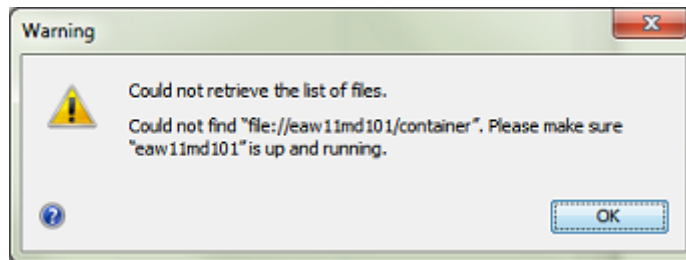 Warning
Could not retrieve the list of files.
Could not find "file://eaw11md101/container". Please make sure
"eaw11md101" is up and running.
OK